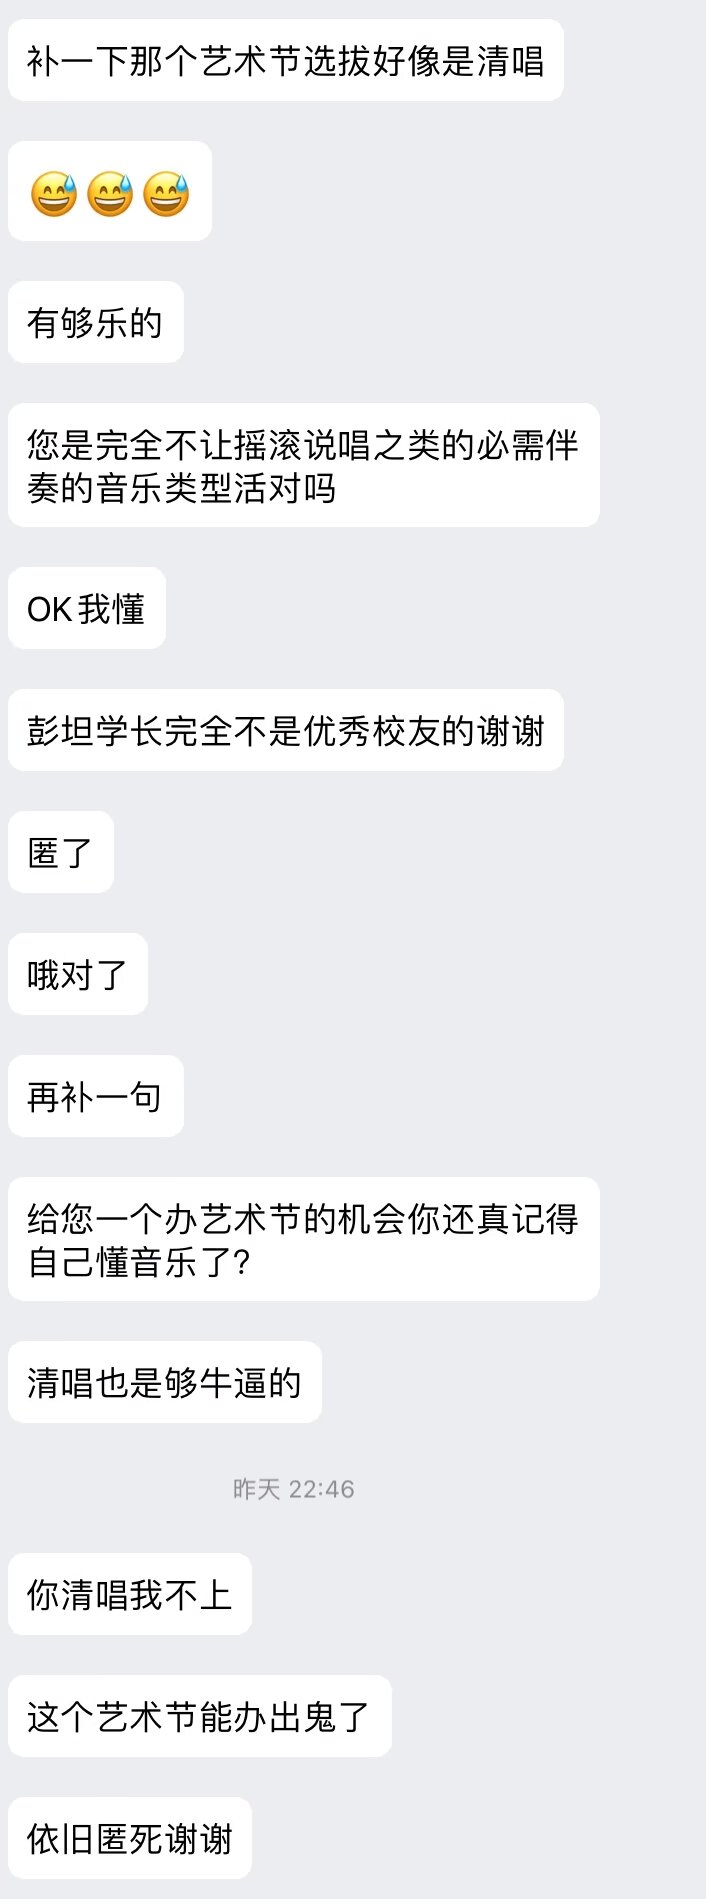 补一下那个艺术节选拔好像是清唱
😅😅😅
有够乐的
您是完全不让摇滚说唱之类的必需伴
奏的音乐类型活对吗
OK我懂
彭坦学长完全不是优秀校友的谢谢
匿了
哦对了
再补一句
给您一个办艺术节的机会你还真记得
自己懂音乐了?
清唱也是够牛逼的
昨天 22:46
你清唱我不上
这个艺术节能办出鬼了
依旧匿死谢谢